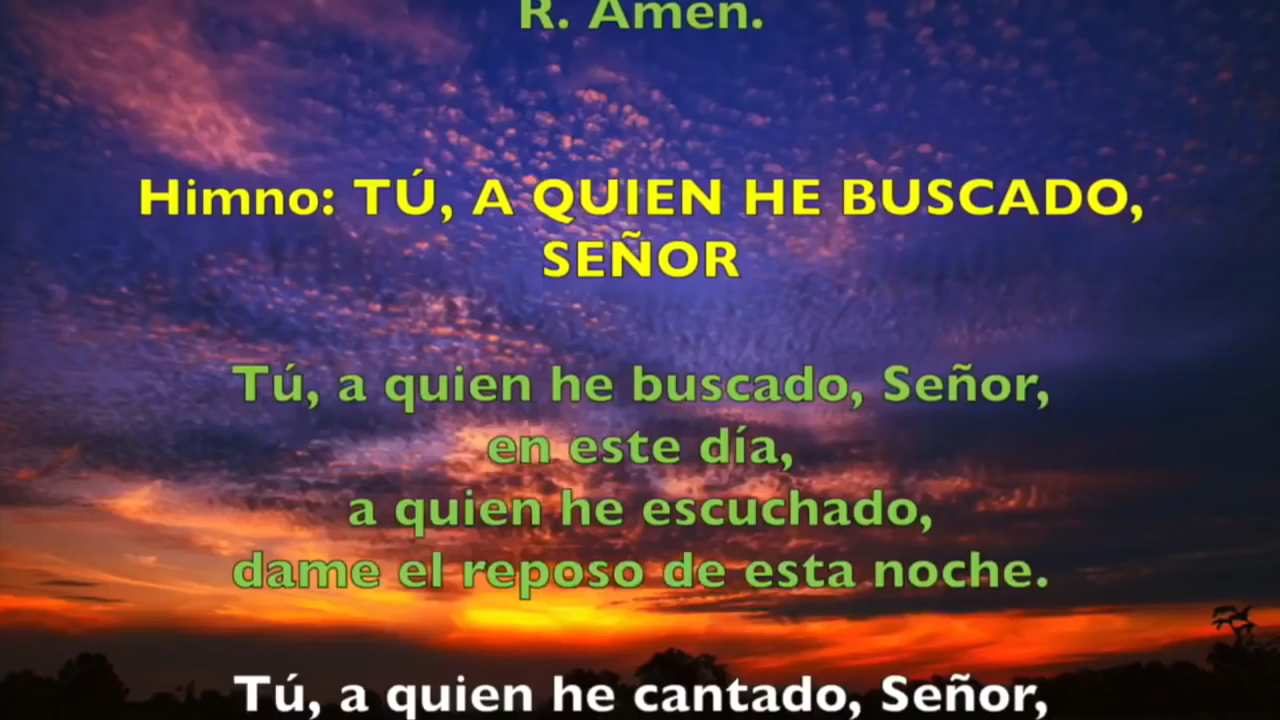 R. Amén.
Himno: TÚ, A QUIEN HE BUSCADO,
SEÑOR
Tú, a quien he buscado, Señor,
en este día,
a quien he escuchado,
dame el reposo de esta noche.
Tú, a quien he cantado, Señor,